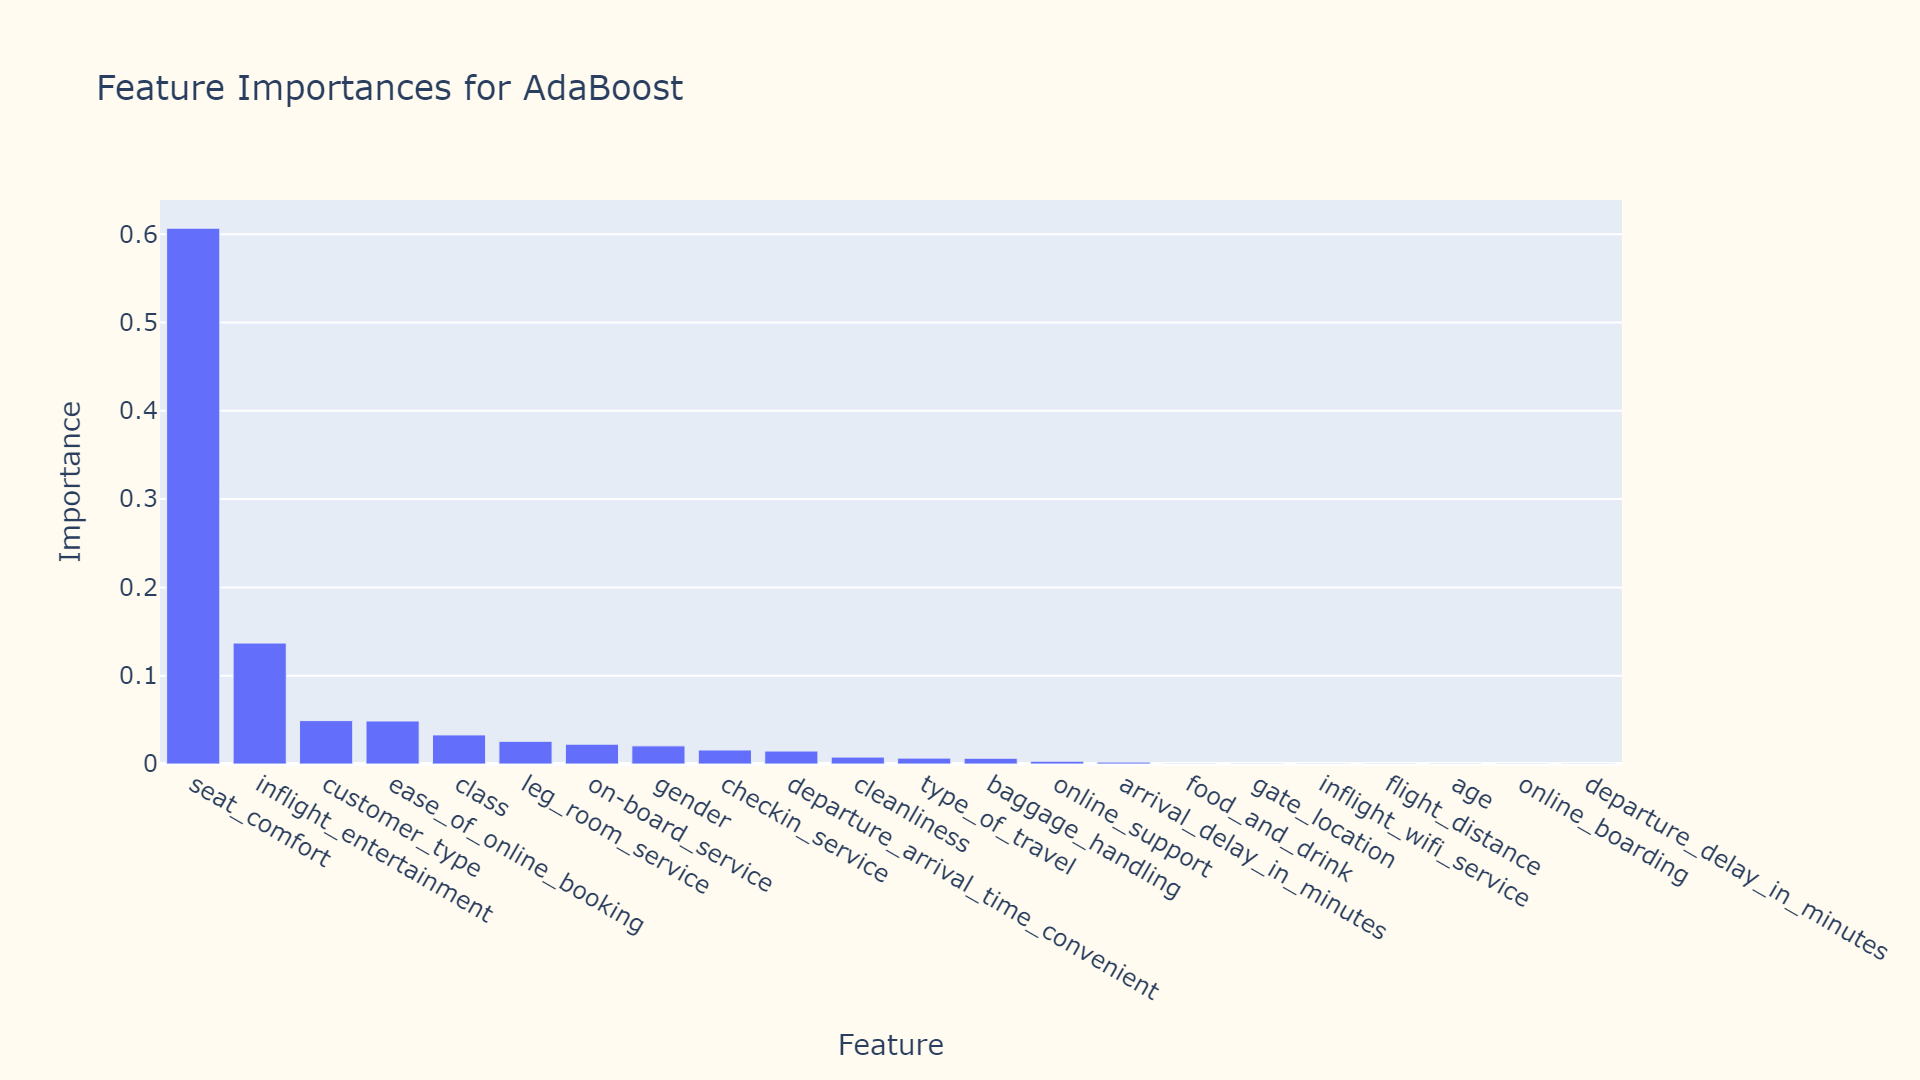 Feature Importances for AdaBoost
Importance
0.6
0.5
0.4
0.3
0.2
0.1
0
seat_comfort
inflight_entertainment
customer_type
ease_of_online_booking
class
leg_room_service
on-board_service
gender
checkin_service
departure_arrival_time_convenient
cleanliness
type_of_travel
baggage_handling
online_support
arrival_delay_in_minutes
food_and_drink
gate_location
inflight_wifi_service
flight_distance
age
online_boarding
departure_delay_in_minutes
Feature